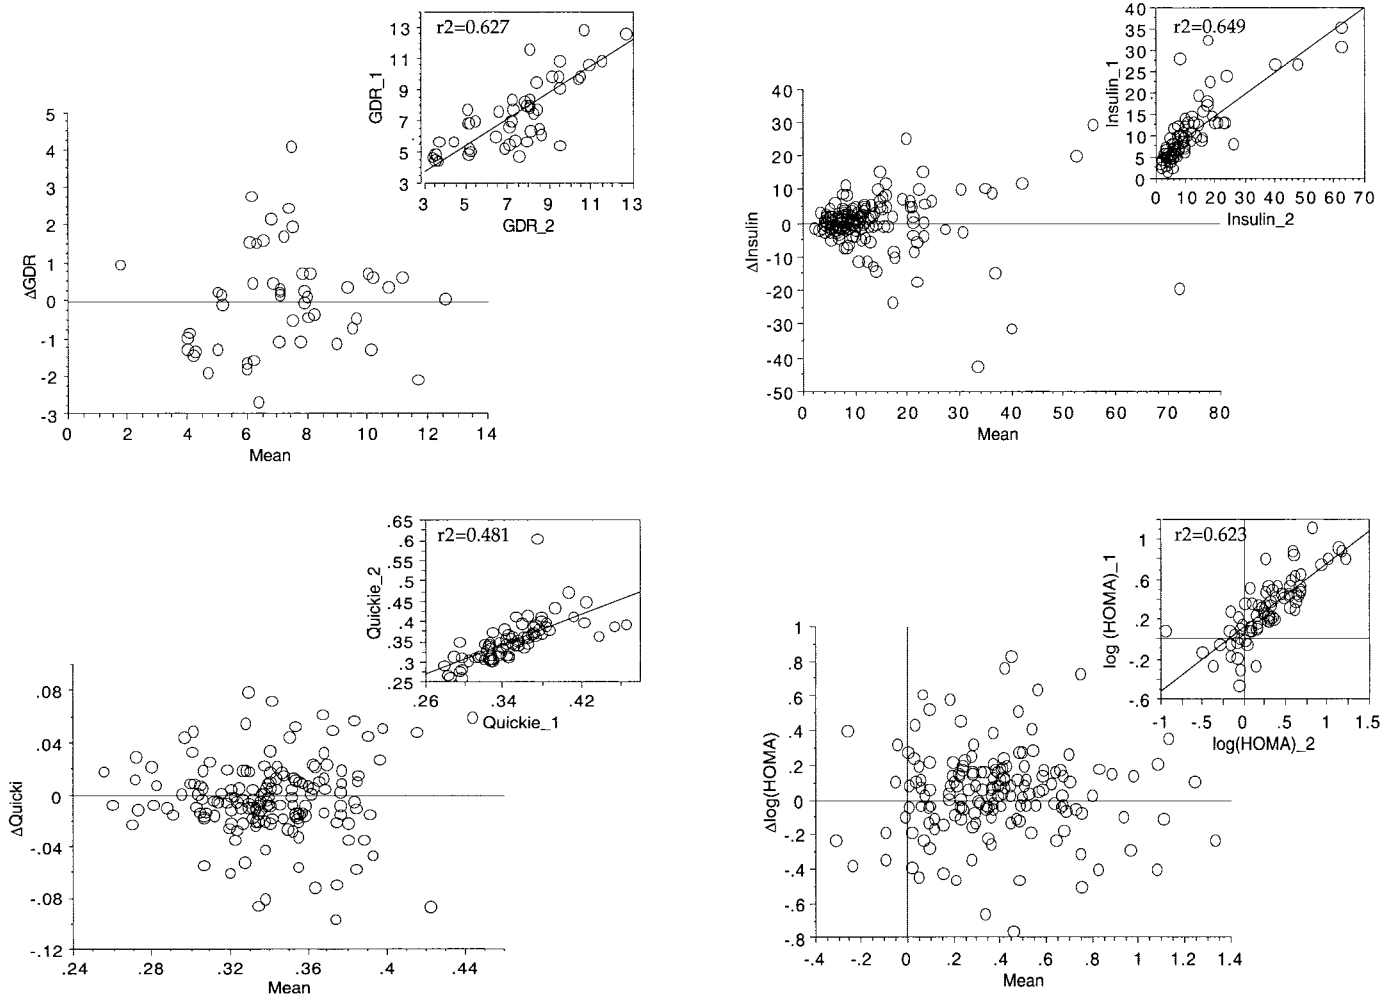 r2=0.627
13
11
9
7
5
3
GDR_1
3 5 7 9 11 13
GDR_2
5
4
3
2
1
0
-1
-2
-3
ΔGDR
0 2 4 6 8 10 12 14
Mean
r2=0.649
40
35
30
25
20
15
10
5
0
Insulin_1
0 10 20 30 40 50 60 70
Insulin_2
40
30
20
10
0
-10
-20
-30
-40
-50
ΔInsulin
0 10 20 30 40 50 60 70 80
Mean
r2=0.481
.65
.6
.55
.5
.45
.4
.35
.3
.25
Quickie_2
.26 .34 .42
Quickie_1
.08
.04
0
-.04
-.08
-.12
ΔQuicki
.24 .28 .32 .36 .4 .44
Mean
r2=0.623
1
.6
.2
-.2
-.6
log (HOMA)_1
-1 -.5 0 .5 1 1.5
log(HOMA)_2
1
.8
.6
.4
.2
0
-.2
-.4
-.6
-.8
Δlog(HOMA)
-.4 -.2 0 .2 .4 .6 .8 1 1.2 1.4
Mean